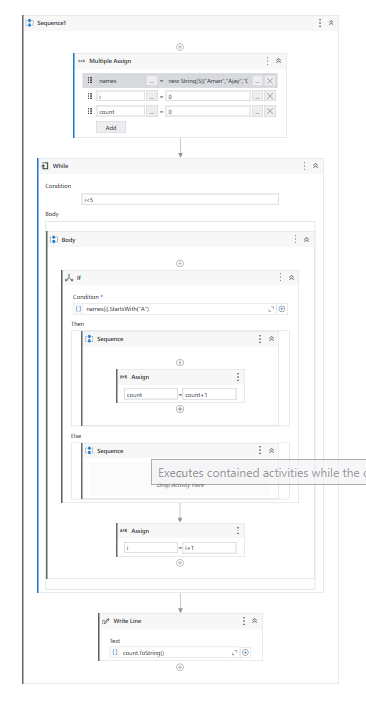 Sequence1
Multiple Assign
names ... = new String[5]{"Aman","Ajay","C ...
i ... = 0 ...
count ... = 0 ...
Add
While
Condition
i<5
Body
Body
If
Condition *
names(i).StartsWith("A")
Then
Sequence
Assign
count = count+1
Else
Sequence
Executes contained activities while the c
Drop Activity Here
Assign
i = i+1
Write Line
Text
count.ToString()